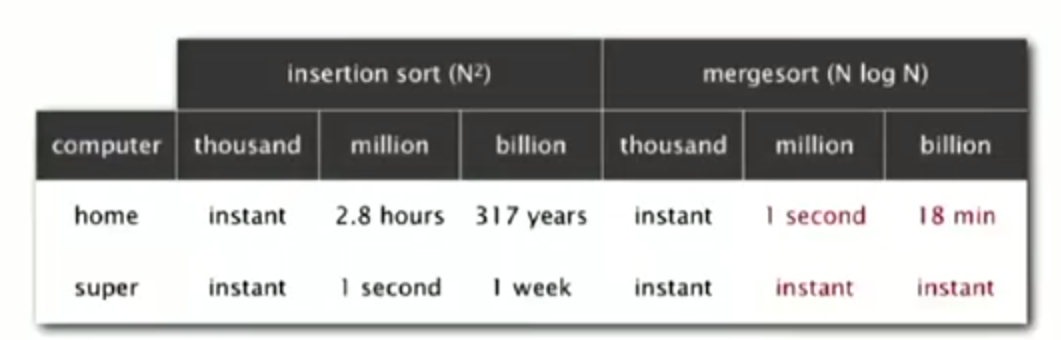 insertion sort (N²) mergesort (N log N)
computer thousand million billion thousand million billion
home instant 2.8 hours 317 years instant 1 second 18 min
super instant 1 second 1 week instant instant instant